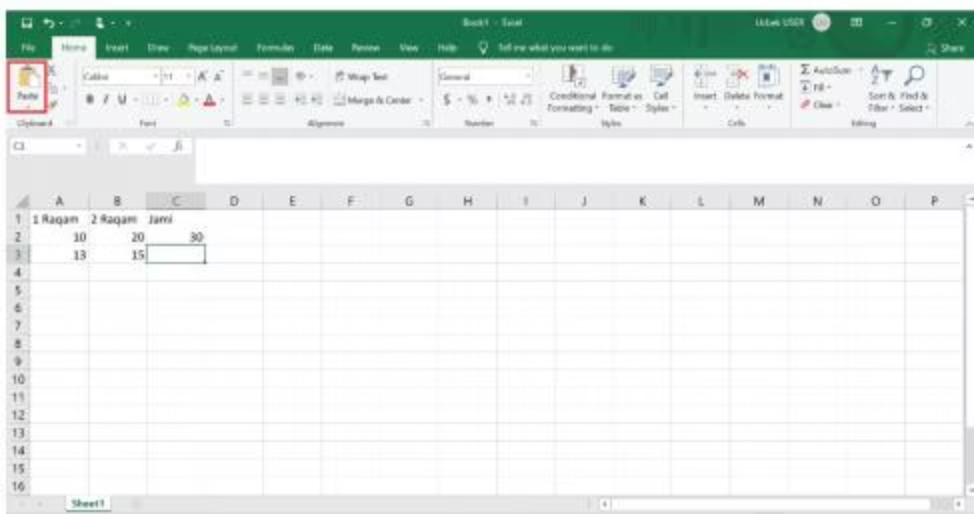 Book1 - Excel
Uzbek USER
File Home Insert Draw Page Layout Formulas Data Review View Help Tell me what you want to do Share
Paste
Calibri 11 A A
Wrap Text
General
Conditional Formatting Format as Table Cell Styles
Insert Delete Format
AutoSum
Fill
Clear
Sort & Filter Find & Select
B I U A
Merge & Center
$ %
Clipboard Font Alignment Number Styles Cells Editing
C3
A B C D E F G H I J K L M N O P
1 1 Raqam 2 Raqam Jami
2 10 20 30
3 13 15
4
5
6
7
8
9
10
11
12
13
14
15
16
Sheet1